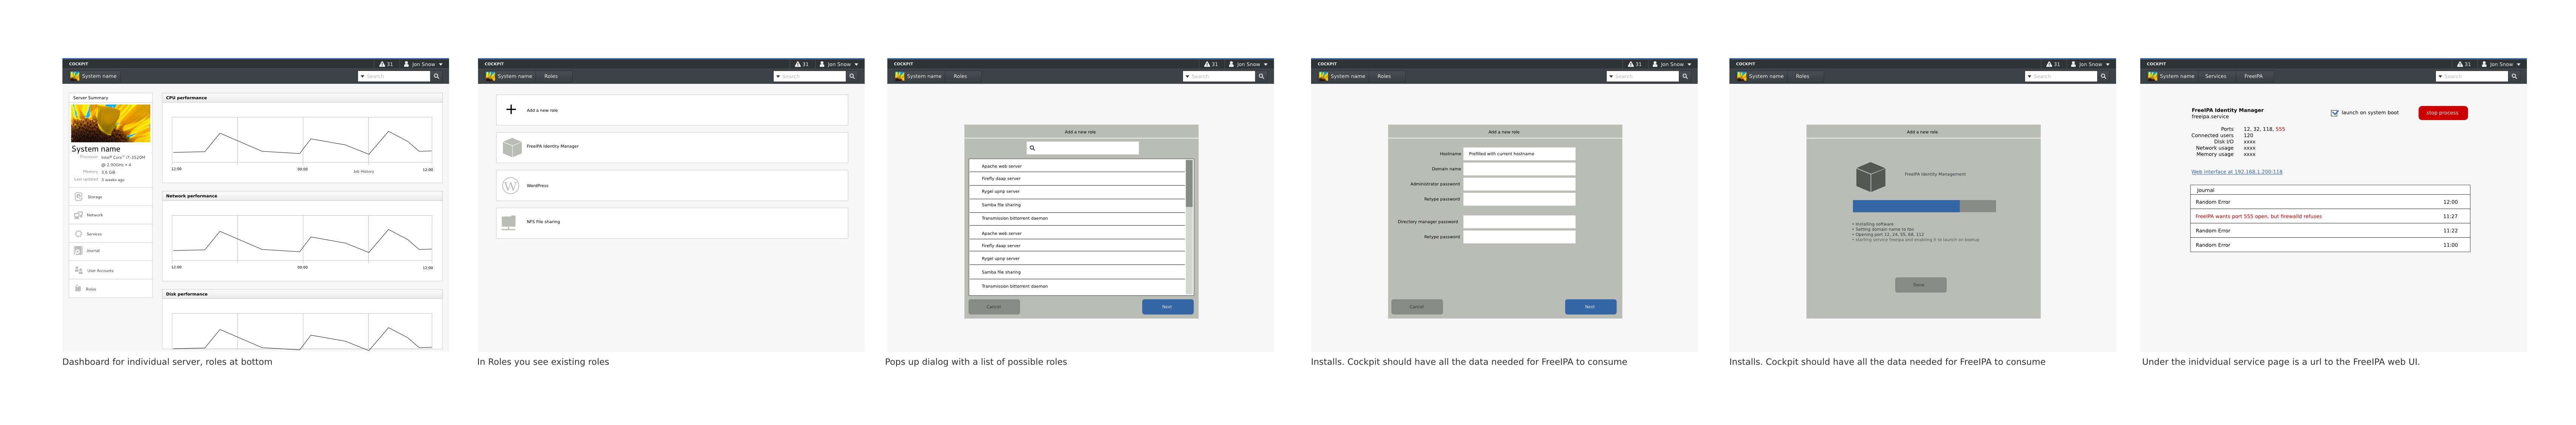 COCKPIT
31
Jon Snow
System name
Search
Server Summary
System name
Processor Intel® Core™ i7-3520M
@ 2.90GHz × 4
Memory 3.6 GiB
Last updated 3 weeks ago
Storage
Network
Services
Journal
User Accounts
Roles
CPU performance
12:00
00:00
Job History
12:00
Network performance
12:00
00:00
12:00
Disk performance
Dashboard for individual server, roles at bottom
COCKPIT
31
Jon Snow
System name
Roles
Search
Add a new role
FreeIPA Identity Manager
WordPress
NFS File sharing
In Roles you see existing roles
COCKPIT
31
Jon Snow
System name
Roles
Search
Add a new role
Apache web server
Firefly daap server
Rygel upnp server
Samba file sharing
Transmission bittorrent daemon
Apache web server
Firefly daap server
Rygel upnp server
Samba file sharing
Transmission bittorrent daemon
Cancel
Next
Pops up dialog with a list of possible roles
COCKPIT
31
Jon Snow
System name
Roles
Search
Add a new role
Hostname Prefilled with current hostname
Domain name
Administrator password
Retype password
Directory manager password
Retype password
Cancel
Next
Installs. Cockpit should have all the data needed for FreeIPA to consume
COCKPIT
31
Jon Snow
System name
Roles
Search
Add a new role
FreeIPA Identity Management
• Installing software
• Setting domain name to foo
• Opening port 12, 24, 55, 68, 112
• starting service freeipa and enabling it to launch an bootup
Done
Installs. Cockpit should have all the data needed for FreeIPA to consume
COCKPIT
31
Jon Snow
System name
Services
FreeIPA
Search
FreeIPA Identity Manager
freeipa.service
launch on system boot
stop process
Ports 12, 32, 118, 555
Connected users 120
Disk I/O xxxx
Network usage xxxx
Memory usage xxxx
Web interface at 192.168.1.200:118
Journal
Random Error 12:00
FreeIPA wants port 555 open, but firewalld refuses 11:27
Random Error 11:22
Random Error 11:00
Under the inidvidual service page is a url to the FreeIPA web UI.